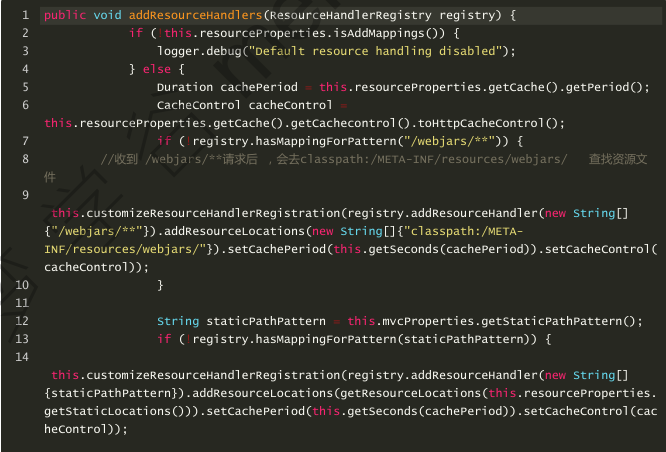 1 public void addResourceHandlers(ResourceHandlerRegistry registry) {
2 if (!this.resourceProperties.isAddMappings()) {
3 logger.debug("Default resource handling disabled");
4 } else {
5 Duration cachePeriod = this.resourceProperties.getCache().getPeriod();
6 CacheControl cacheControl =
this.resourceProperties.getCache().getCachecontrol().toHttpCacheControl();
7 if (!registry.hasMappingForPattern("/webjars/**")) {
8 //收到 /webjars/**请求后 ，会去classpath:/META-INF/resources/webjars/ 查找资源文
件
9
this.customizeResourceHandlerRegistration(registry.addResourceHandler(new String[]
{"/webjars/**"}).addResourceLocations(new String[]{"classpath:/META-
INF/resources/webjars/"}).setCachePeriod(this.getSeconds(cachePeriod)).setCacheControl(
cacheControl));
10 }
11
12 String staticPathPattern = this.mvcProperties.getStaticPathPattern();
13 if (!registry.hasMappingForPattern(staticPathPattern)) {
14
this.customizeResourceHandlerRegistration(registry.addResourceHandler(new String[]
{staticPathPattern}).addResourceLocations(getResourceLocations(this.resourceProperties.
getStaticLocations())).setCachePeriod(this.getSeconds(cachePeriod)).setCacheControl(cac
heControl));